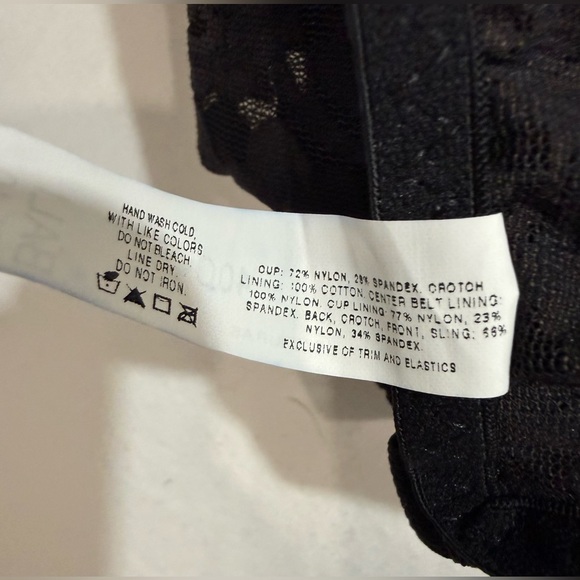 HAND WASH COLD,
WITH LIKE COLORS
DO NOT BLEACH,
LINE DRY.
DO NOT IRON.
CUP: 72% NYLON, 28% SPANDEX. CROTCH
LINING: 100% COTTON. CENTER BELT LINING:
100% NYLON. CUP LINING: 77% NYLON, 23%
SPANDEX. BACK, CROTCH, FRONT, SLING: 66%
NYLON, 34% SPANDEX.
EXCLUSIVE OF TRIM AND ELASTICS